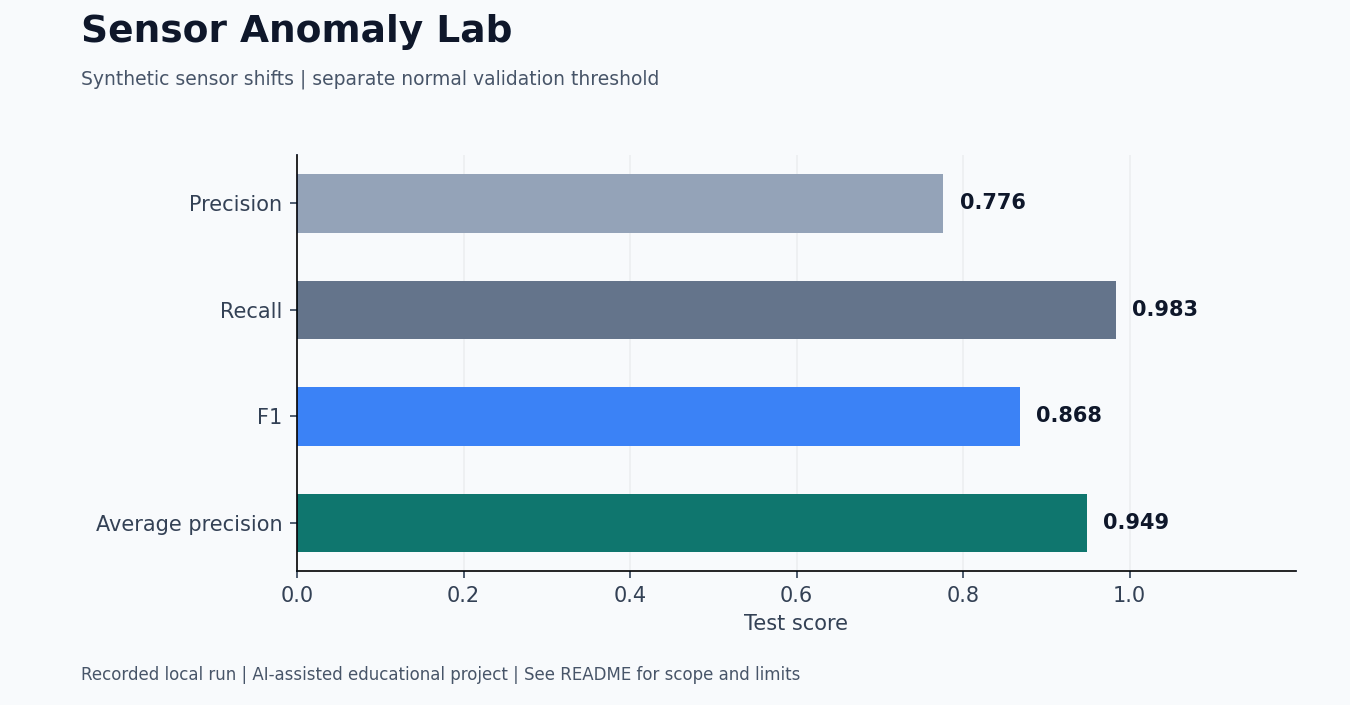 Sensor Anomaly Lab
Synthetic sensor shifts | separate normal validation threshold
Precision 0.776
Recall 0.983
F1 0.868
Average precision 0.949
0.0 0.2 0.4 0.6 0.8 1.0
Test score
Recorded local run | AI-assisted educational project | See README for scope and limits